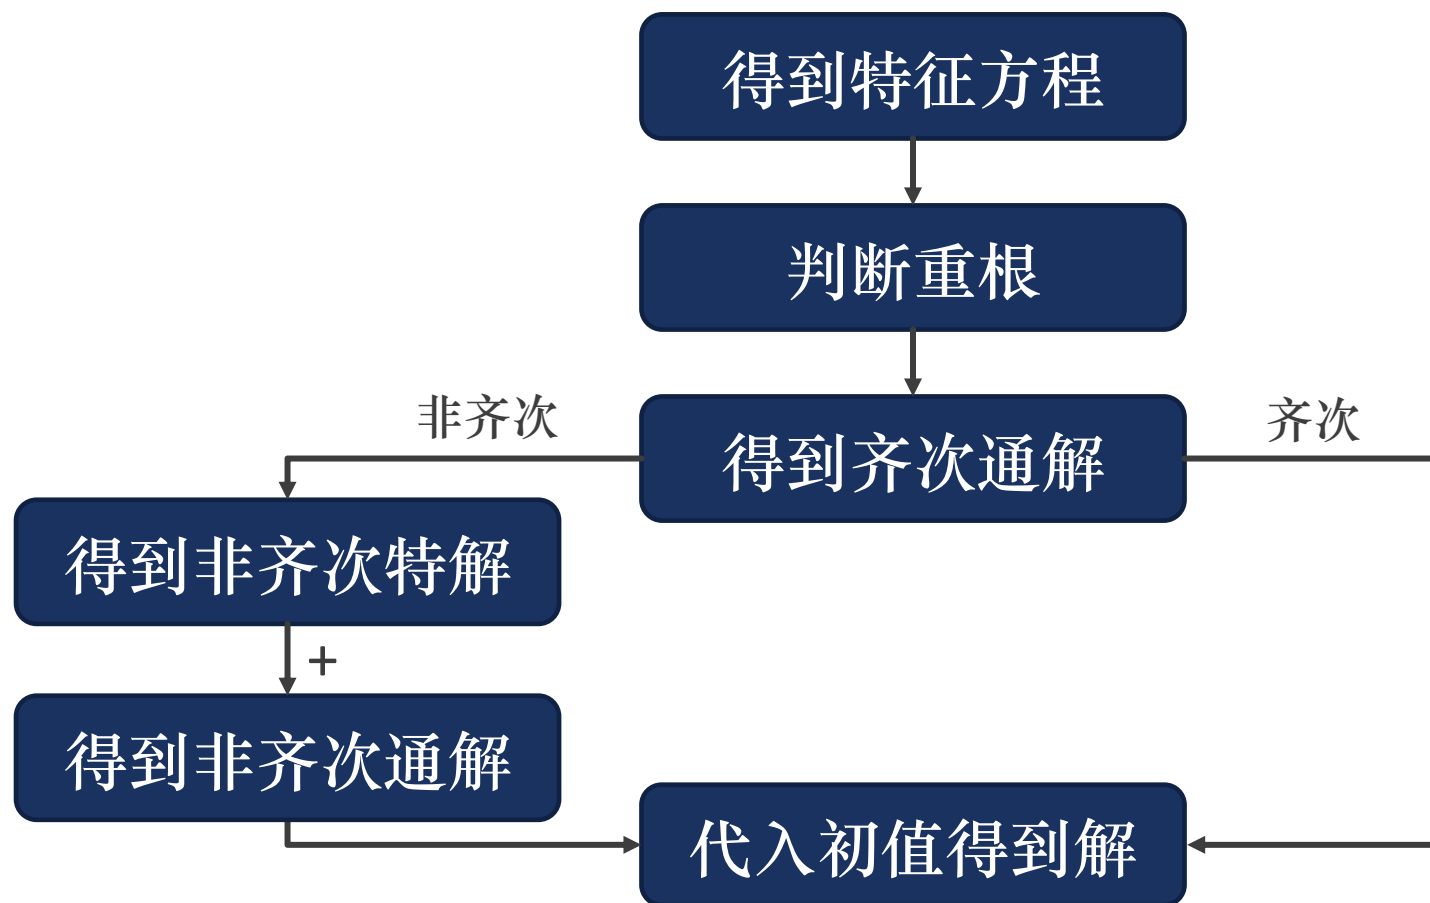 得到特征方程
判断重根
非齐次
齐次
得到齐次通解
得到非齐次特解
+
得到非齐次通解
代入初值得到解